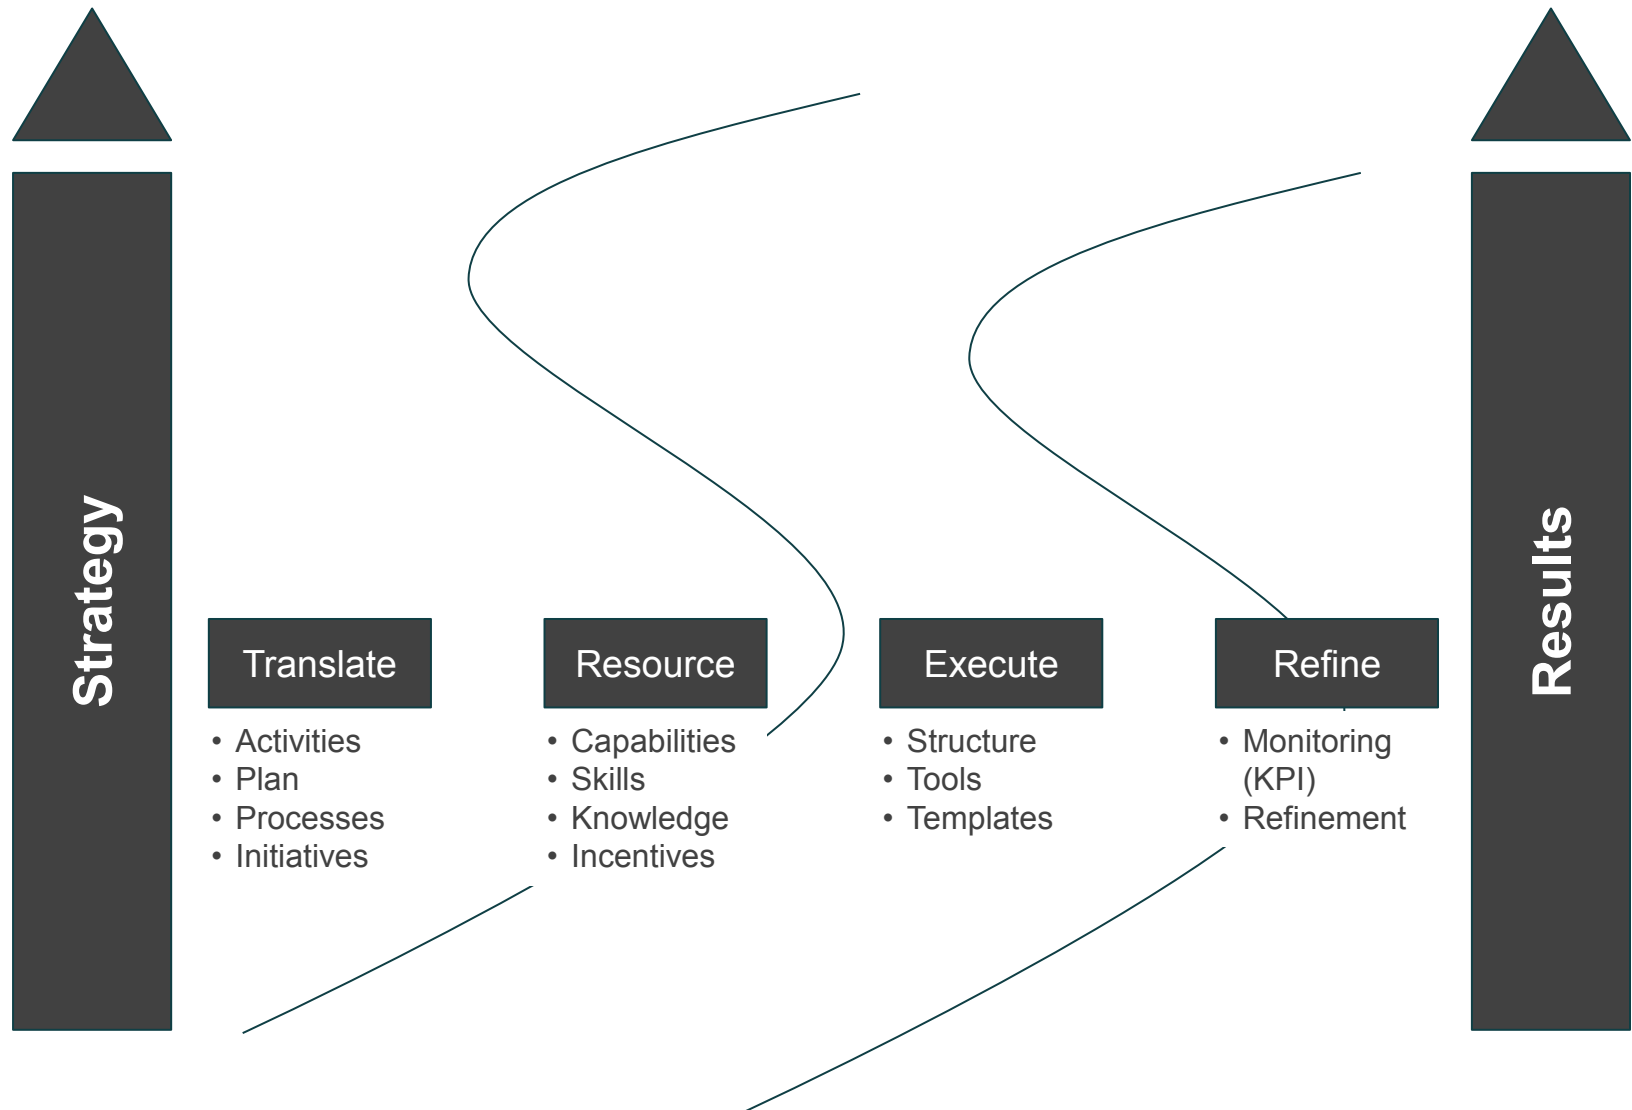 Strategy
Translate
• Activities
• Plan
• Processes
• Initiatives
Resource
• Capabilities
• Skills
• Knowledge
• Incentives
Execute
• Structure
• Tools
• Templates
Refine
• Monitoring
(KPI)
• Refinement
Results